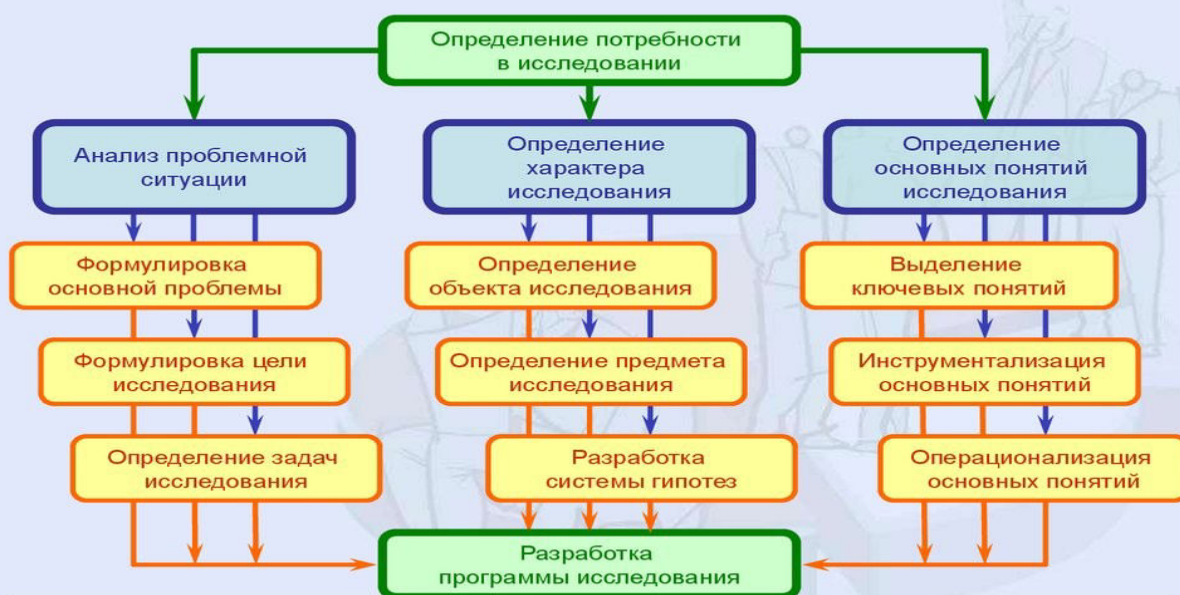 Определение потребности
в исследовании
Анализ проблемной
ситуации
Определение
характера
исследования
Определение
основных понятий
исследования
Формулировка
основной проблемы
Определение
объекта исследования
Выделение
ключевых понятий
Формулировка цели
исследования
Определение предмета
исследования
Инструментализация
основных понятий
Определение задач
исследования
Разработка
системы гипотез
Операционализация
основных понятий
Разработка
программы исследования